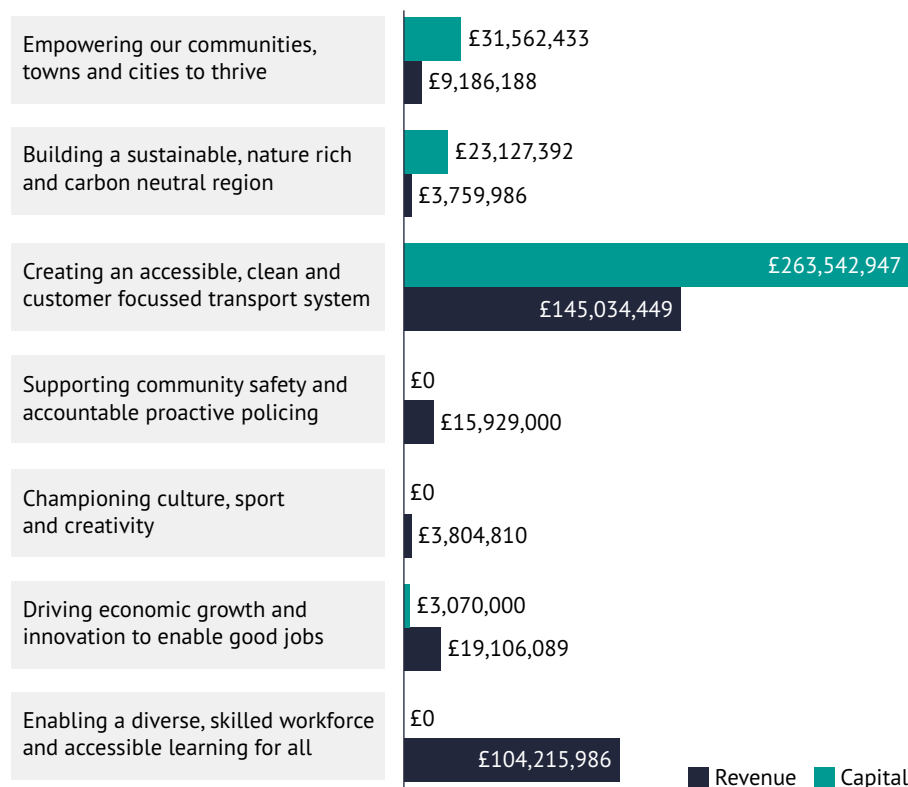 Empowering our communities,
towns and cities to thrive
£31,562,433
£9,186,188
Building a sustainable, nature rich
and carbon neutral region
£23,127,392
£3,759,986
Creating an accessible, clean and
customer focussed transport system
£263,542,947
£145,034,449
Supporting community safety and
accountable proactive policing
£0
£15,929,000
Championing culture, sport
and creativity
£0
£3,804,810
Driving economic growth and
innovation to enable good jobs
£3,070,000
£19,106,089
Enabling a diverse, skilled workforce
and accessible learning for all
£0
£104,215,986
Revenue Capital